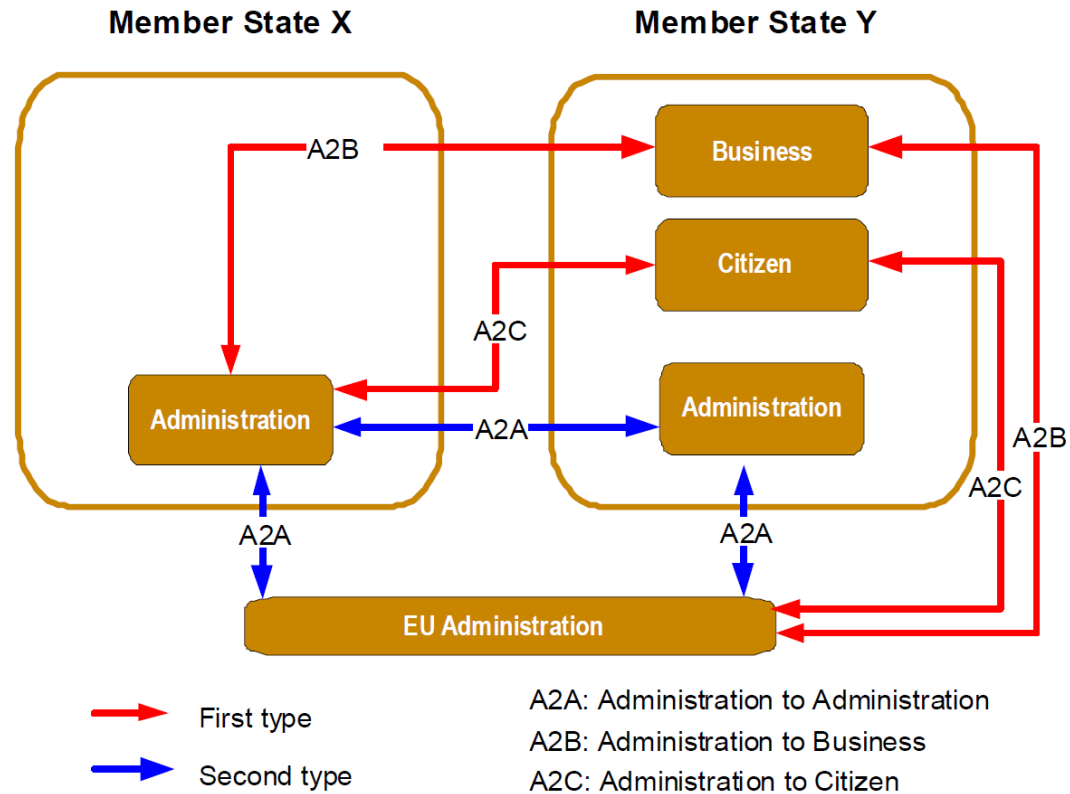 Member State X
Member State Y
A2B
Business
Citizen
A2C
Administration
Administration
A2A
A2B
A2C
A2A
A2A
EU Administration
First type
Second type
A2A: Administration to Administration
A2B: Administration to Business
A2C: Administration to Citizen